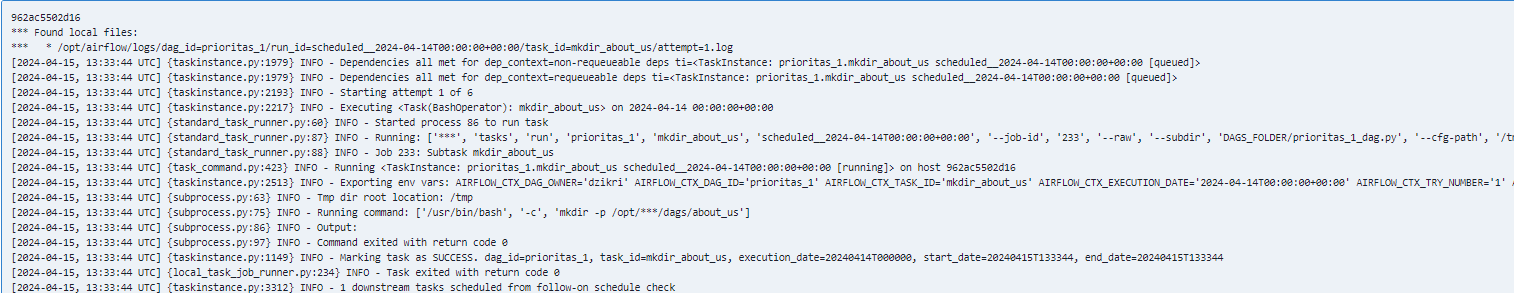 962ac5502d16
*** Found local files:
***   * /opt/airflow/logs/dag_id=prioritas_1/run_id=scheduled__2024-04-14T00:00:00+00:00/task_id=mkdir_about_us/attempt=1.log
[2024-04-15, 13:33:44 UTC] {taskinstance.py:1979} INFO - Dependencies all met for dep_context=non-requeueable deps ti=<TaskInstance: prioritas_1.mkdir_about_us scheduled__2024-04-14T00:00:00+00:00 [queued]>
[2024-04-15, 13:33:44 UTC] {taskinstance.py:1979} INFO - Dependencies all met for dep_context=requeueable deps ti=<TaskInstance: prioritas_1.mkdir_about_us scheduled__2024-04-14T00:00:00+00:00 [queued]>
[2024-04-15, 13:33:44 UTC] {taskinstance.py:2193} INFO - Starting attempt 1 of 6
[2024-04-15, 13:33:44 UTC] {taskinstance.py:2217} INFO - Executing <Task(BashOperator): mkdir_about_us> on 2024-04-14 00:00:00+00:00
[2024-04-15, 13:33:44 UTC] {standard_task_runner.py:60} INFO - Started process 86 to run task
[2024-04-15, 13:33:44 UTC] {standard_task_runner.py:87} INFO - Running: ['***', 'tasks', 'run', 'prioritas_1', 'mkdir_about_us', 'scheduled__2024-04-14T00:00:00+00:00', '--job-id', '233', '--raw', '--subdir', 'DAGS_FOLDER/prioritas_1_dag.py', '--cfg-path',
[2024-04-15, 13:33:44 UTC] {standard_task_runner.py:88} INFO - Job 233: Subtask mkdir_about_us
[2024-04-15, 13:33:44 UTC] {task_command.py:423} INFO - Running <TaskInstance: prioritas_1.mkdir_about_us scheduled__2024-04-14T00:00:00+00:00 [running]> on host 962ac5502d16
[2024-04-15, 13:33:44 UTC] {taskinstance.py:2513} INFO - Exporting env vars: AIRFLOW_CTX_DAG_OWNER='dzikri' AIRFLOW_CTX_DAG_ID='prioritas_1' AIRFLOW_CTX_TASK_ID='mkdir_about_us' AIRFLOW_CTX_EXECUTION_DATE='2024-04-14T00:00:00+00:00' AIRFLOW_CTX_TRY_NUMBER='1'
[2024-04-15, 13:33:44 UTC] {subprocess.py:63} INFO - Tmp dir root location: /tmp
[2024-04-15, 13:33:44 UTC] {subprocess.py:75} INFO - Running command: ['/usr/bin/bash', '-c', 'mkdir -p /opt/***/dags/about_us']
[2024-04-15, 13:33:44 UTC] {subprocess.py:86} INFO - Output:
[2024-04-15, 13:33:44 UTC] {subprocess.py:97} INFO - Command exited with return code 0
[2024-04-15, 13:33:44 UTC] {taskinstance.py:1149} INFO - Marking task as SUCCESS. dag_id=prioritas_1, task_id=mkdir_about_us, execution_date=20240414T000000, start_date=20240415T133344, end_date=20240415T133344
[2024-04-15, 13:33:44 UTC] {local_task_job_runner.py:234} INFO - Task exited with return code 0
[2024-04-15, 13:33:44 UTC] {taskinstance.py:3312} INFO - 1 downstream tasks scheduled from follow-on schedule check